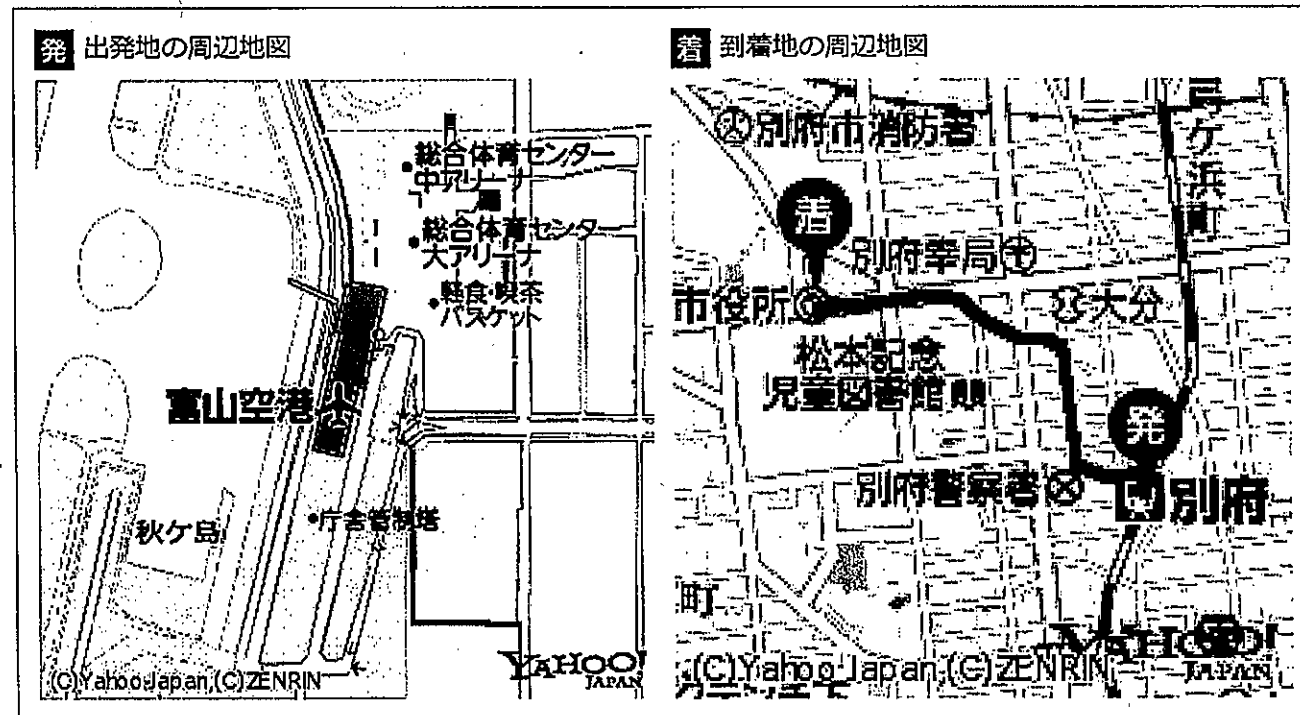 発 出発地の周辺地図
総合体育センター
中アリーナ
総合体育センター
大アリーナ
軽食・喫茶
バスケット
富山空港
庁舎管制塔
秋ケ島
YAHOO!
JAPAN
(C)Yahoo Japan,(C)ZENRIN
着 到着地の周辺地図
別府市消防署
ケ浜町
着
別府幸局
市役所
大分
松本記念
児童図書館
発
別府警察署
別府
町
YAHOO!
JAPAN
(C)Yahoo Japan,(C)ZENRIN